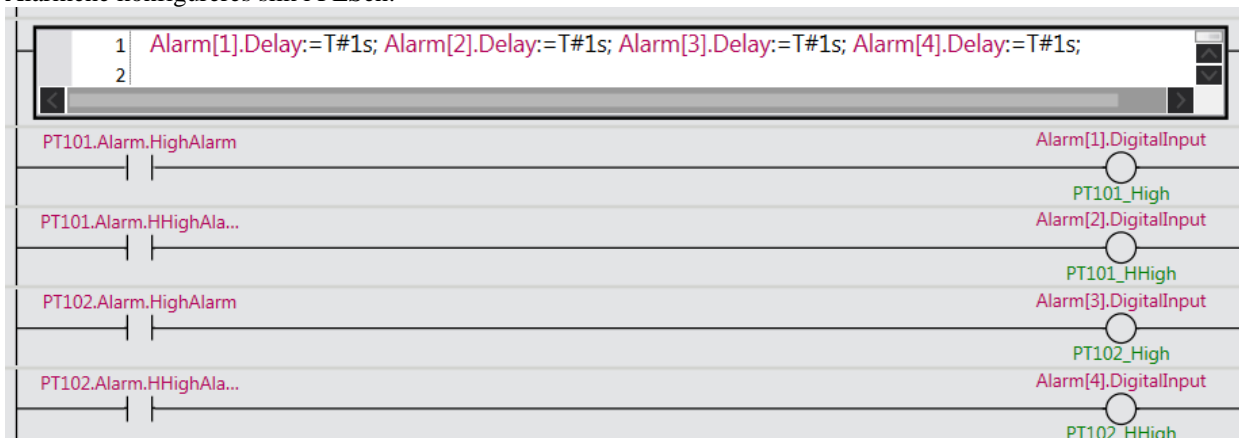 1 Alarm[1].Delay:=T#1s; Alarm[2].Delay:=T#1s; Alarm[3].Delay:=T#1s; Alarm[4].Delay:=T#1s;
2
PT101.Alarm.HighAlarm Alarm[1].DigitalInput
PT101_High
PT101.Alarm.HHighAla... Alarm[2].DigitalInput
PT101_HHigh
PT102.Alarm.HighAlarm Alarm[3].DigitalInput
PT102_High
PT102.Alarm.HHighAla... Alarm[4].DigitalInput
PT102_HHigh